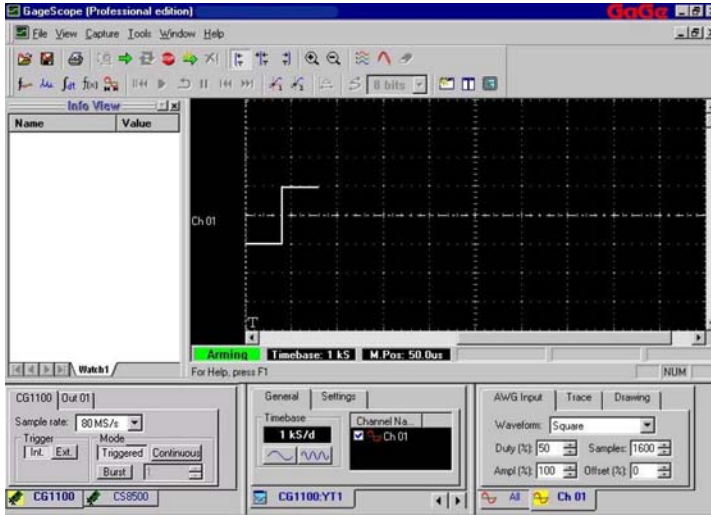 GageScope (Professional edition)
GaGe
File View Capture Tools Window Help
8 bits
Info View
Name Value
Ch 01
T
Watch1
Arming Timebase: 1 kS M.Pos: 50.0us
For Help, press F1 NUM
CG1100 Out 01
Sample rate: 80 MS/s
Trigger Mode
Int. Ext. Triggered Continuous
Burst 1
CG1100 CS8500
General Settings
Timebase Channel Na...
1 kS/d Ch 01
CG1100:YT1
AWG Input Trace Drawing
Waveform: Square
Duty (%): 50 Samples: 1600
Ampl (%): 100 Offset (%): 0
All Ch 01